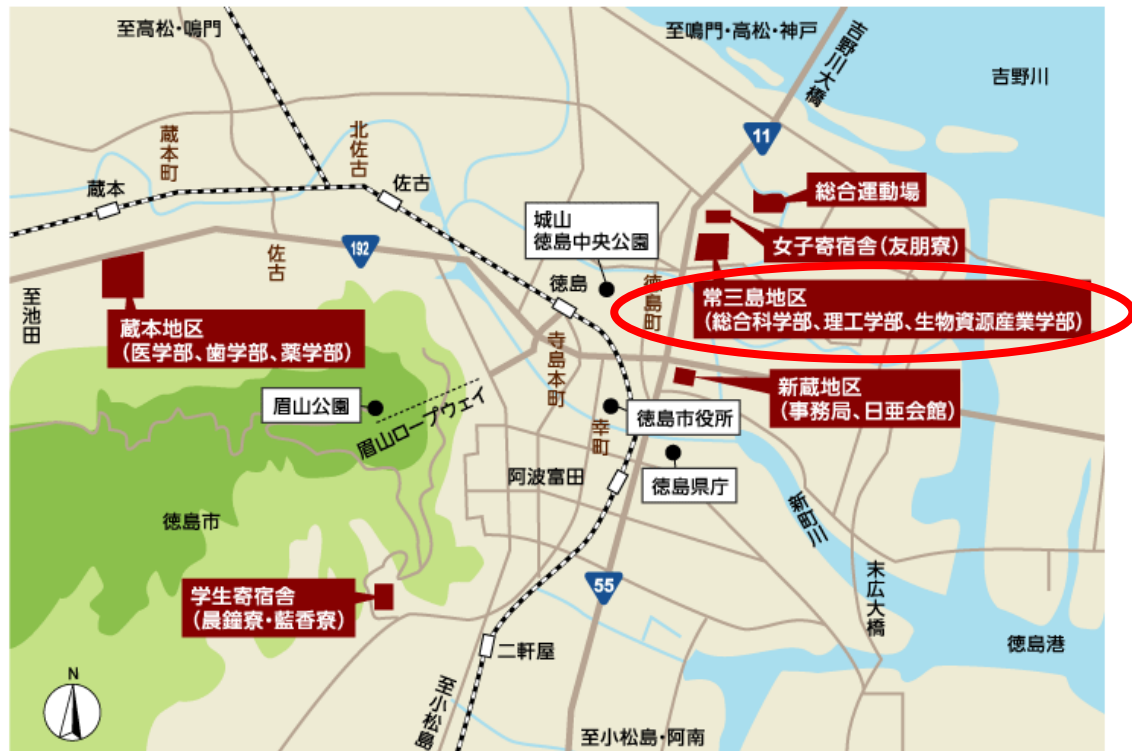 至高松・鳴門
至鳴門・高松・神戸
吉野川大橋
吉野川
11
蔵本町
北佐古
蔵本
佐古
総合運動場
城山
徳島中央公園
女子寄宿舎(友朋寮)
192
佐古
徳島
徳島町
常三島地区
(総合科学部、理工学部、生物資源産業学部)
至池田
蔵本地区
(医学部、歯学部、薬学部)
寺島本町
新蔵地区
(事務局、日亜会館)
眉山公園
眉山ロープウェイ
徳島市役所
幸町
阿波富田
徳島県庁
新町川
徳島市
55
末広大橋
学生寄宿舎
(晨鐘寮・藍香寮)
二軒屋
徳島港
N
至小松島
至小松島・阿南